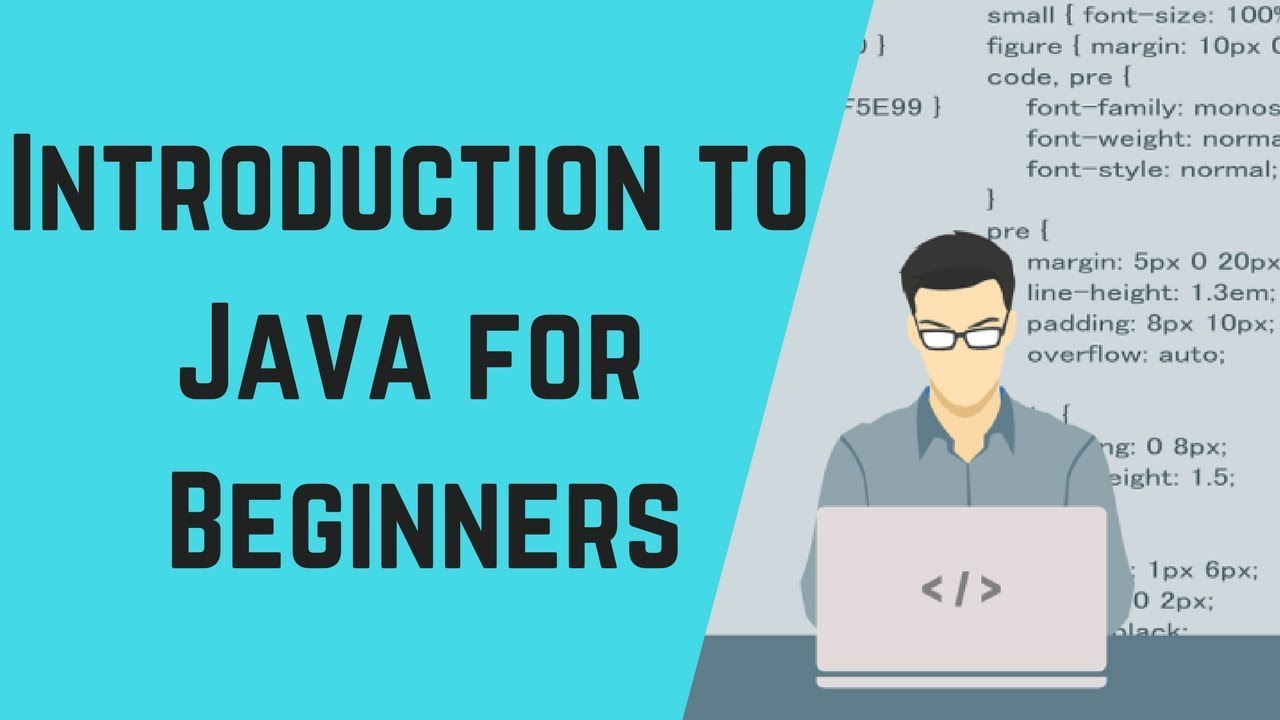 Introduction to
Java for
Beginners
small { font-size: 100%
}
figure { margin: 10px 0
code, pre {
F5E99 }
font-family: monos
font-weight: norma
font-style: normal;
}
pre {
margin: 5px 0 20px
line-height: 1.3em;
padding: 8px 10px;
overflow: auto;
{
ng: 0 8px;
eight: 1.5;
: 1px 6px;
0 2px;
black;
</>